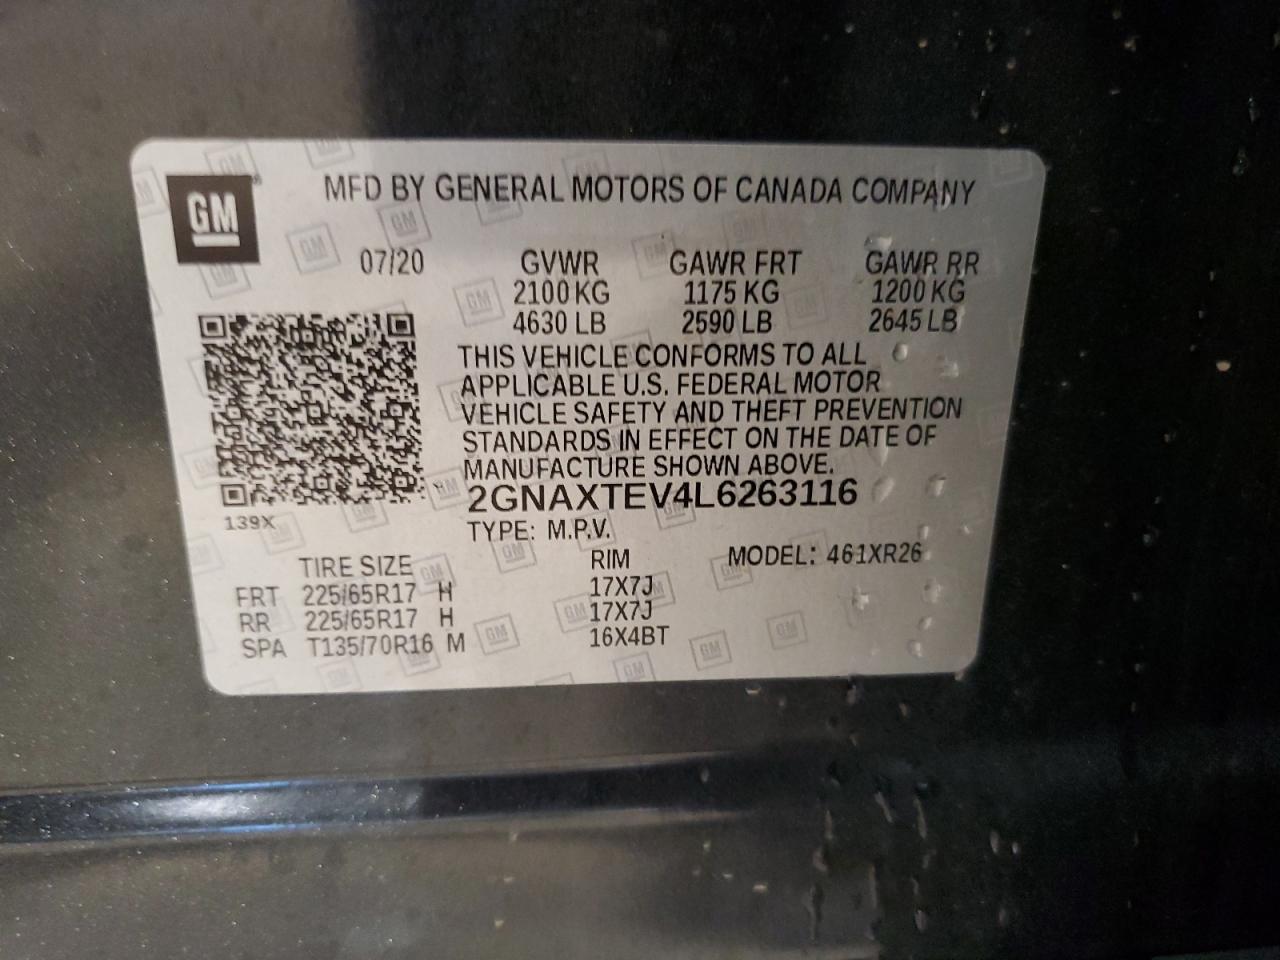 GM
MFD BY GENERAL MOTORS OF CANADA COMPANY
07/20 GVWR GAWR FRT GAWR RR
2100 KG 1175 KG 1200 KG
4630 LB 2590 LB 2645 LB
THIS VEHICLE CONFORMS TO ALL
APPLICABLE U.S. FEDERAL MOTOR
VEHICLE SAFETY AND THEFT PREVENTION
STANDARDS IN EFFECT ON THE DATE OF
MANUFACTURE SHOWN ABOVE.
2GNAXTEV4L6263116
139X
TYPE: M.P.V.
TIRE SIZE RIM MODEL: 461XR26
FRT 225/65R17 H 17X7J
RR 225/65R17 H 17X7J
SPA T135/70R16 M 16X4BT